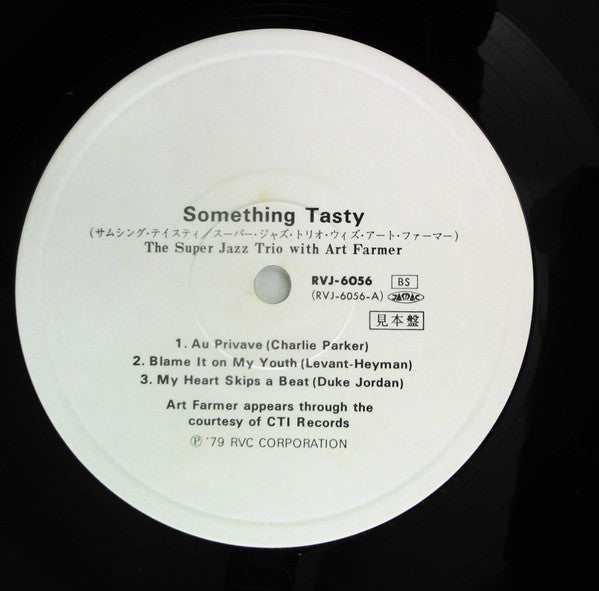 Something Tasty
(サムシング・テイスティ／スーパー・ジャズ・トリオ・ウィズ・アート・ファーマー)
The Super Jazz Trio with Art Farmer
RVJ-6056 BS
(RVJ-6056-A) JASRAC
見本盤
1. Au Privave (Charlie Parker)
2. Blame It on My Youth (Levant-Heyman)
3. My Heart Skips a Beat (Duke Jordan)
Art Farmer appears through the
courtesy of CTI Records
Ⓟ '79 RVC CORPORATION